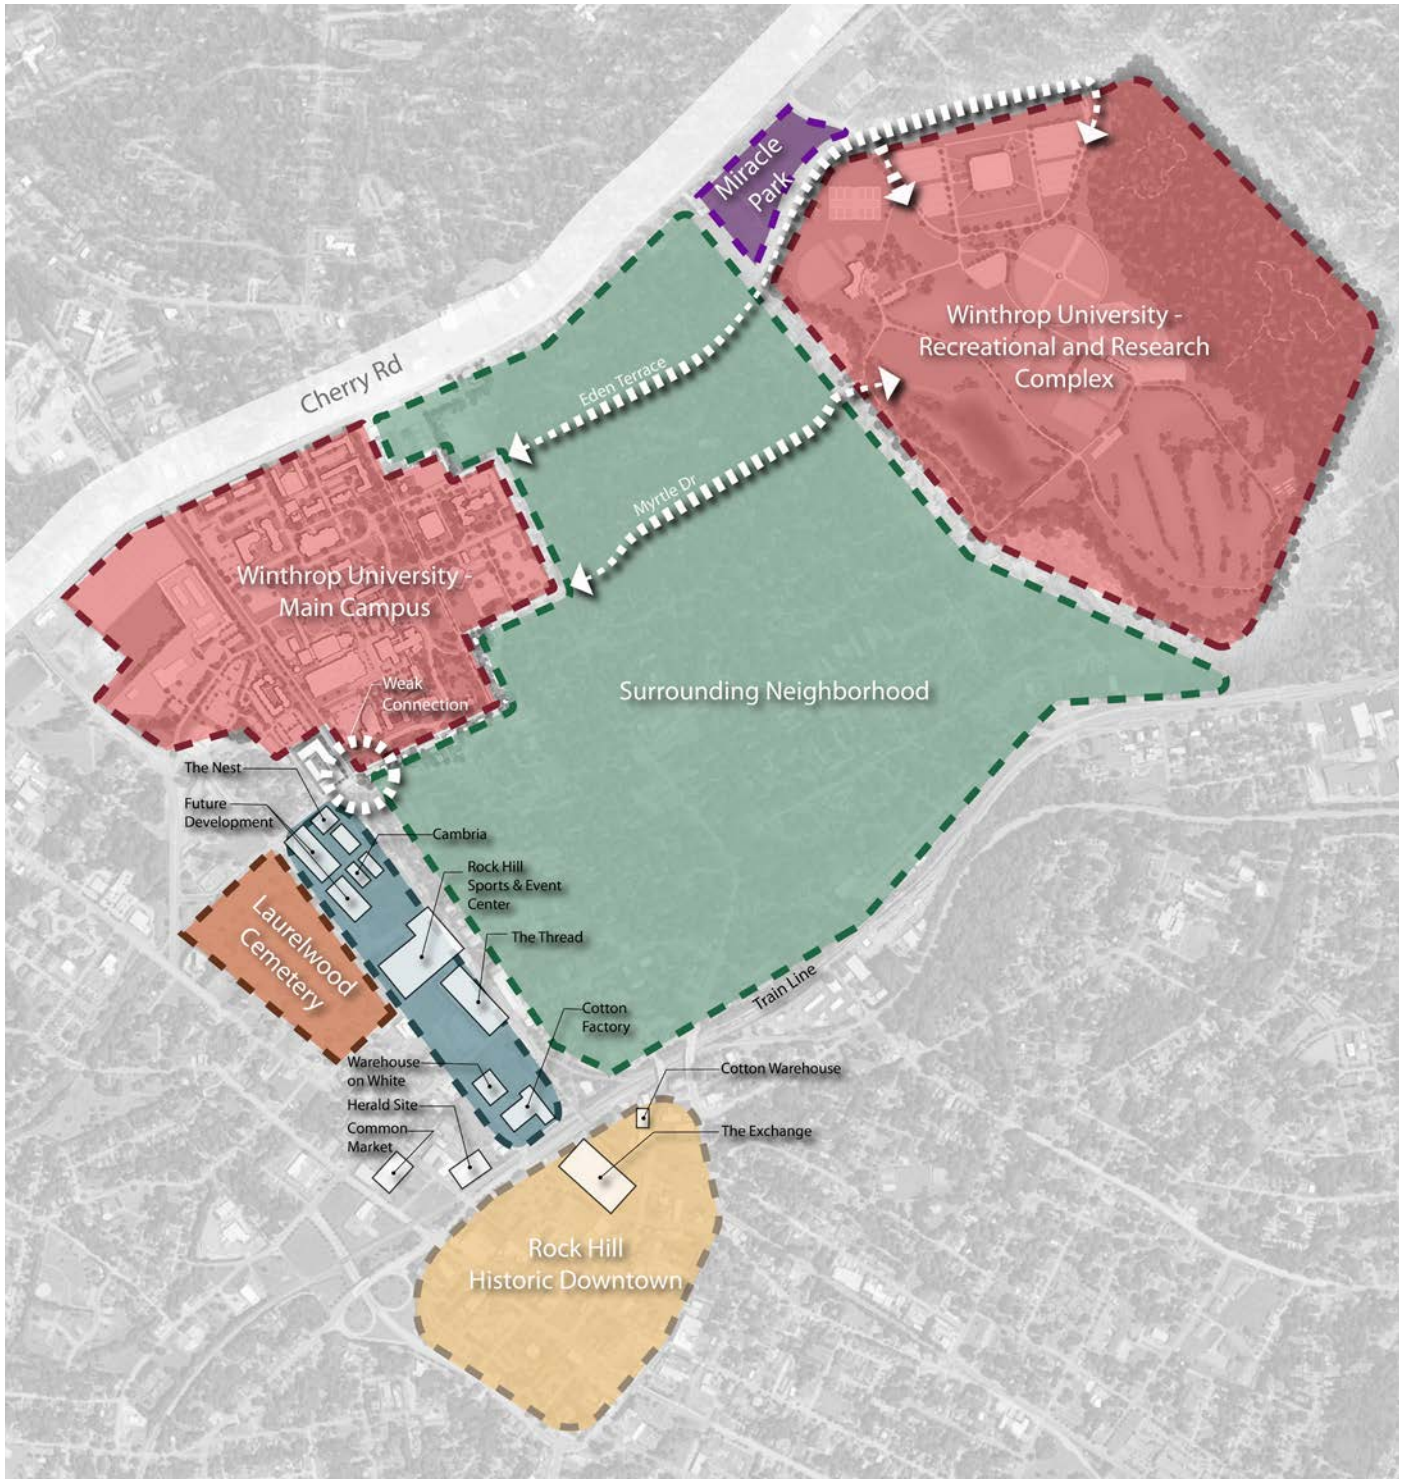 Miracle
Park
Winthrop University -
Recreational and Research
Complex
Cherry Rd
Eden Terrace
Myrtle Dr
Winthrop University -
Main Campus
Weak
Connection
Surrounding Neighborhood
The Nest
Future
Development
Cambria
Rock Hill
Sports & Event
Center
The Thread
Laurelwood
Cemetery
Train Line
Cotton
Factory
Warehouse
on White
Cotton Warehouse
Herald Site
Common
Market
The Exchange
Rock Hill
Historic Downtown